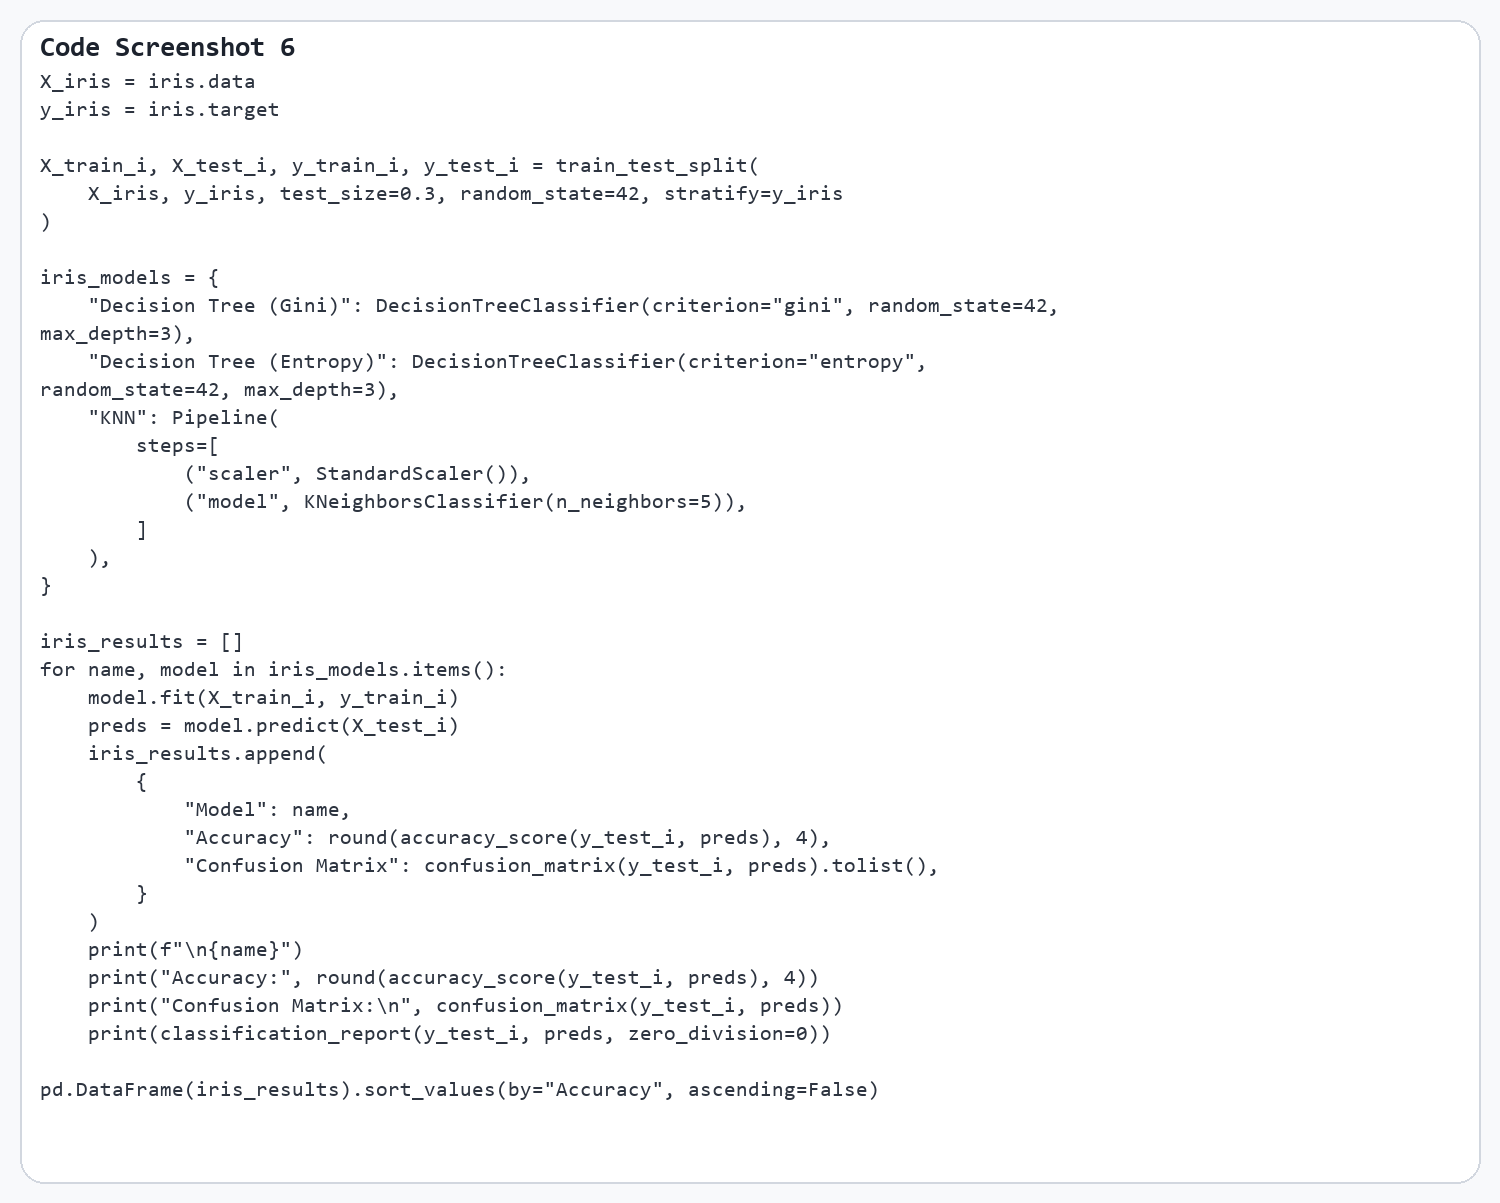 Code Screenshot 6
X_iris = iris.data
y_iris = iris.target

X_train_i, X_test_i, y_train_i, y_test_i = train_test_split(
    X_iris, y_iris, test_size=0.3, random_state=42, stratify=y_iris
)

iris_models = {
    "Decision Tree (Gini)": DecisionTreeClassifier(criterion="gini", random_state=42,
max_depth=3),
    "Decision Tree (Entropy)": DecisionTreeClassifier(criterion="entropy",
random_state=42, max_depth=3),
    "KNN": Pipeline(
        steps=[
            ("scaler", StandardScaler()),
            ("model", KNeighborsClassifier(n_neighbors=5)),
        ]
    ),
}

iris_results = []
for name, model in iris_models.items():
    model.fit(X_train_i, y_train_i)
    preds = model.predict(X_test_i)
    iris_results.append(
        {
            "Model": name,
            "Accuracy": round(accuracy_score(y_test_i, preds), 4),
            "Confusion Matrix": confusion_matrix(y_test_i, preds).tolist(),
        }
    )
    print(f"\n{name}")
    print("Accuracy:", round(accuracy_score(y_test_i, preds), 4))
    print("Confusion Matrix:\n", confusion_matrix(y_test_i, preds))
    print(classification_report(y_test_i, preds, zero_division=0))

pd.DataFrame(iris_results).sort_values(by="Accuracy", ascending=False)